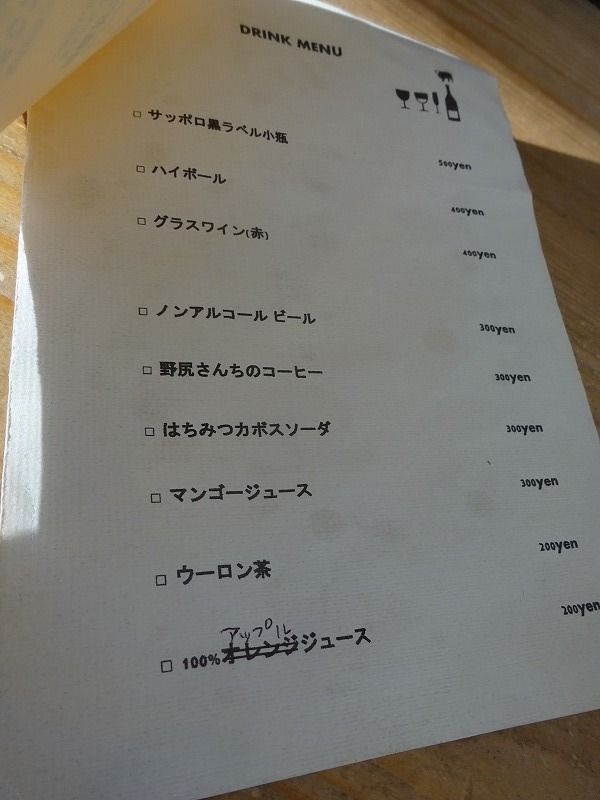 DRINK MENU
□ サッポロ黒ラベル小瓶 500yen
□ ハイボール 400yen
□ グラスワイン(赤) 400yen
□ ノンアルコール ビール 300yen
□ 野尻さんちのコーヒー 300yen
□ はちみつカボスソーダ 300yen
□ マンゴージュース 300yen
□ ウーロン茶 200yen
アップル
□ 100%オレンジジュース 200yen